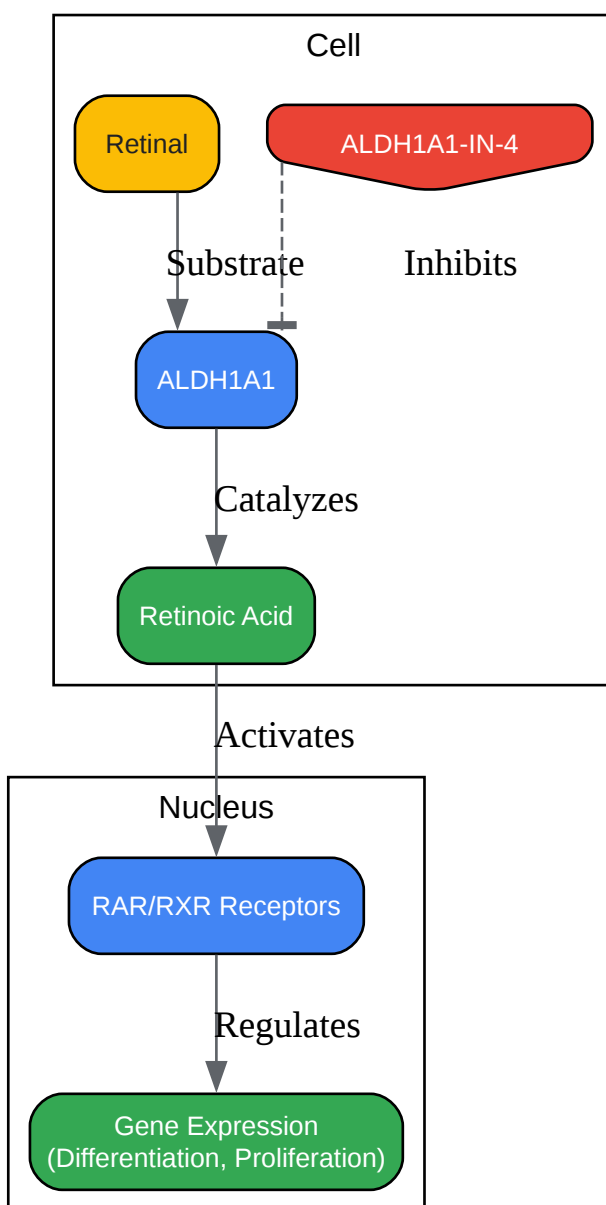 Cell
Retinal
ALDH1A1-IN-4
Substrate
Inhibits
ALDH1A1
Catalyzes
Retinoic Acid
Activates
Nucleus
RAR/RXR Receptors
Regulates
Gene Expression
(Differentiation, Proliferation)